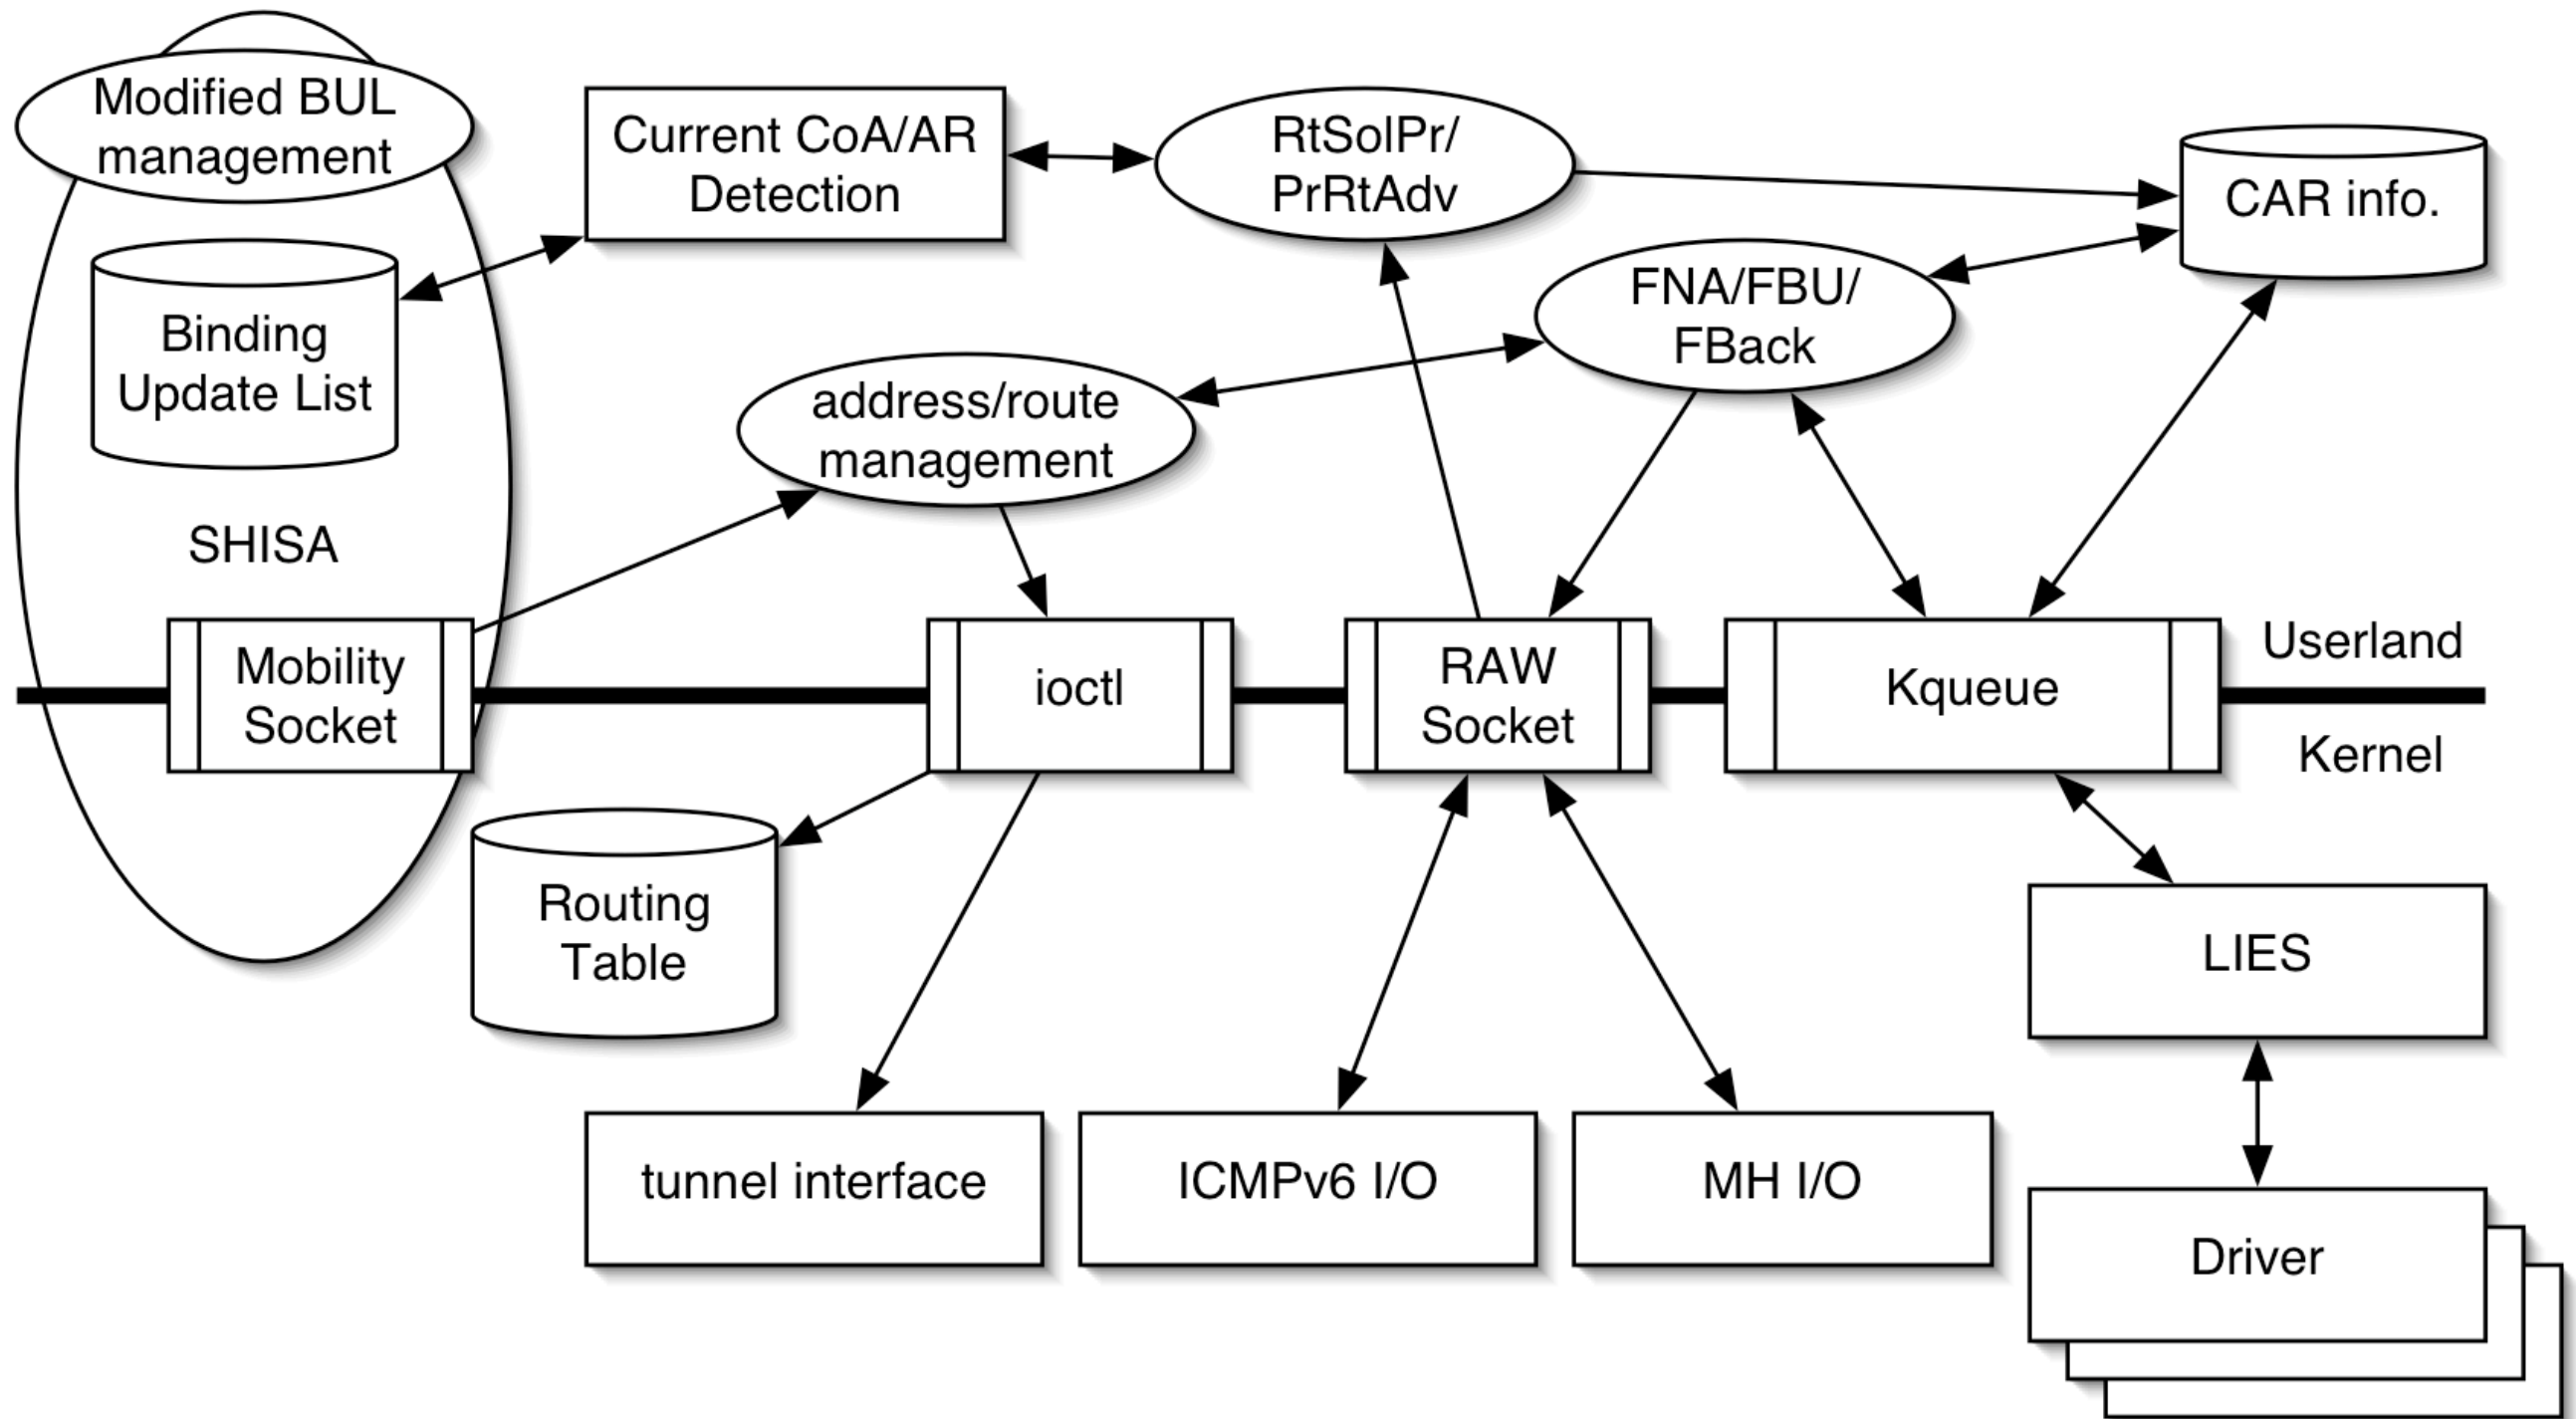 Modified BUL
management
Current CoA/AR
Detection
RtSolPr/
PrRtAdv
CAR info.
Binding
Update List
FNA/FBU/
FBack
address/route
management
SHISA
Mobility
Socket
ioctl
RAW
Socket
Kqueue
Userland
Kernel
Routing
Table
LIES
tunnel interface
ICMPv6 I/O
MH I/O
Driver